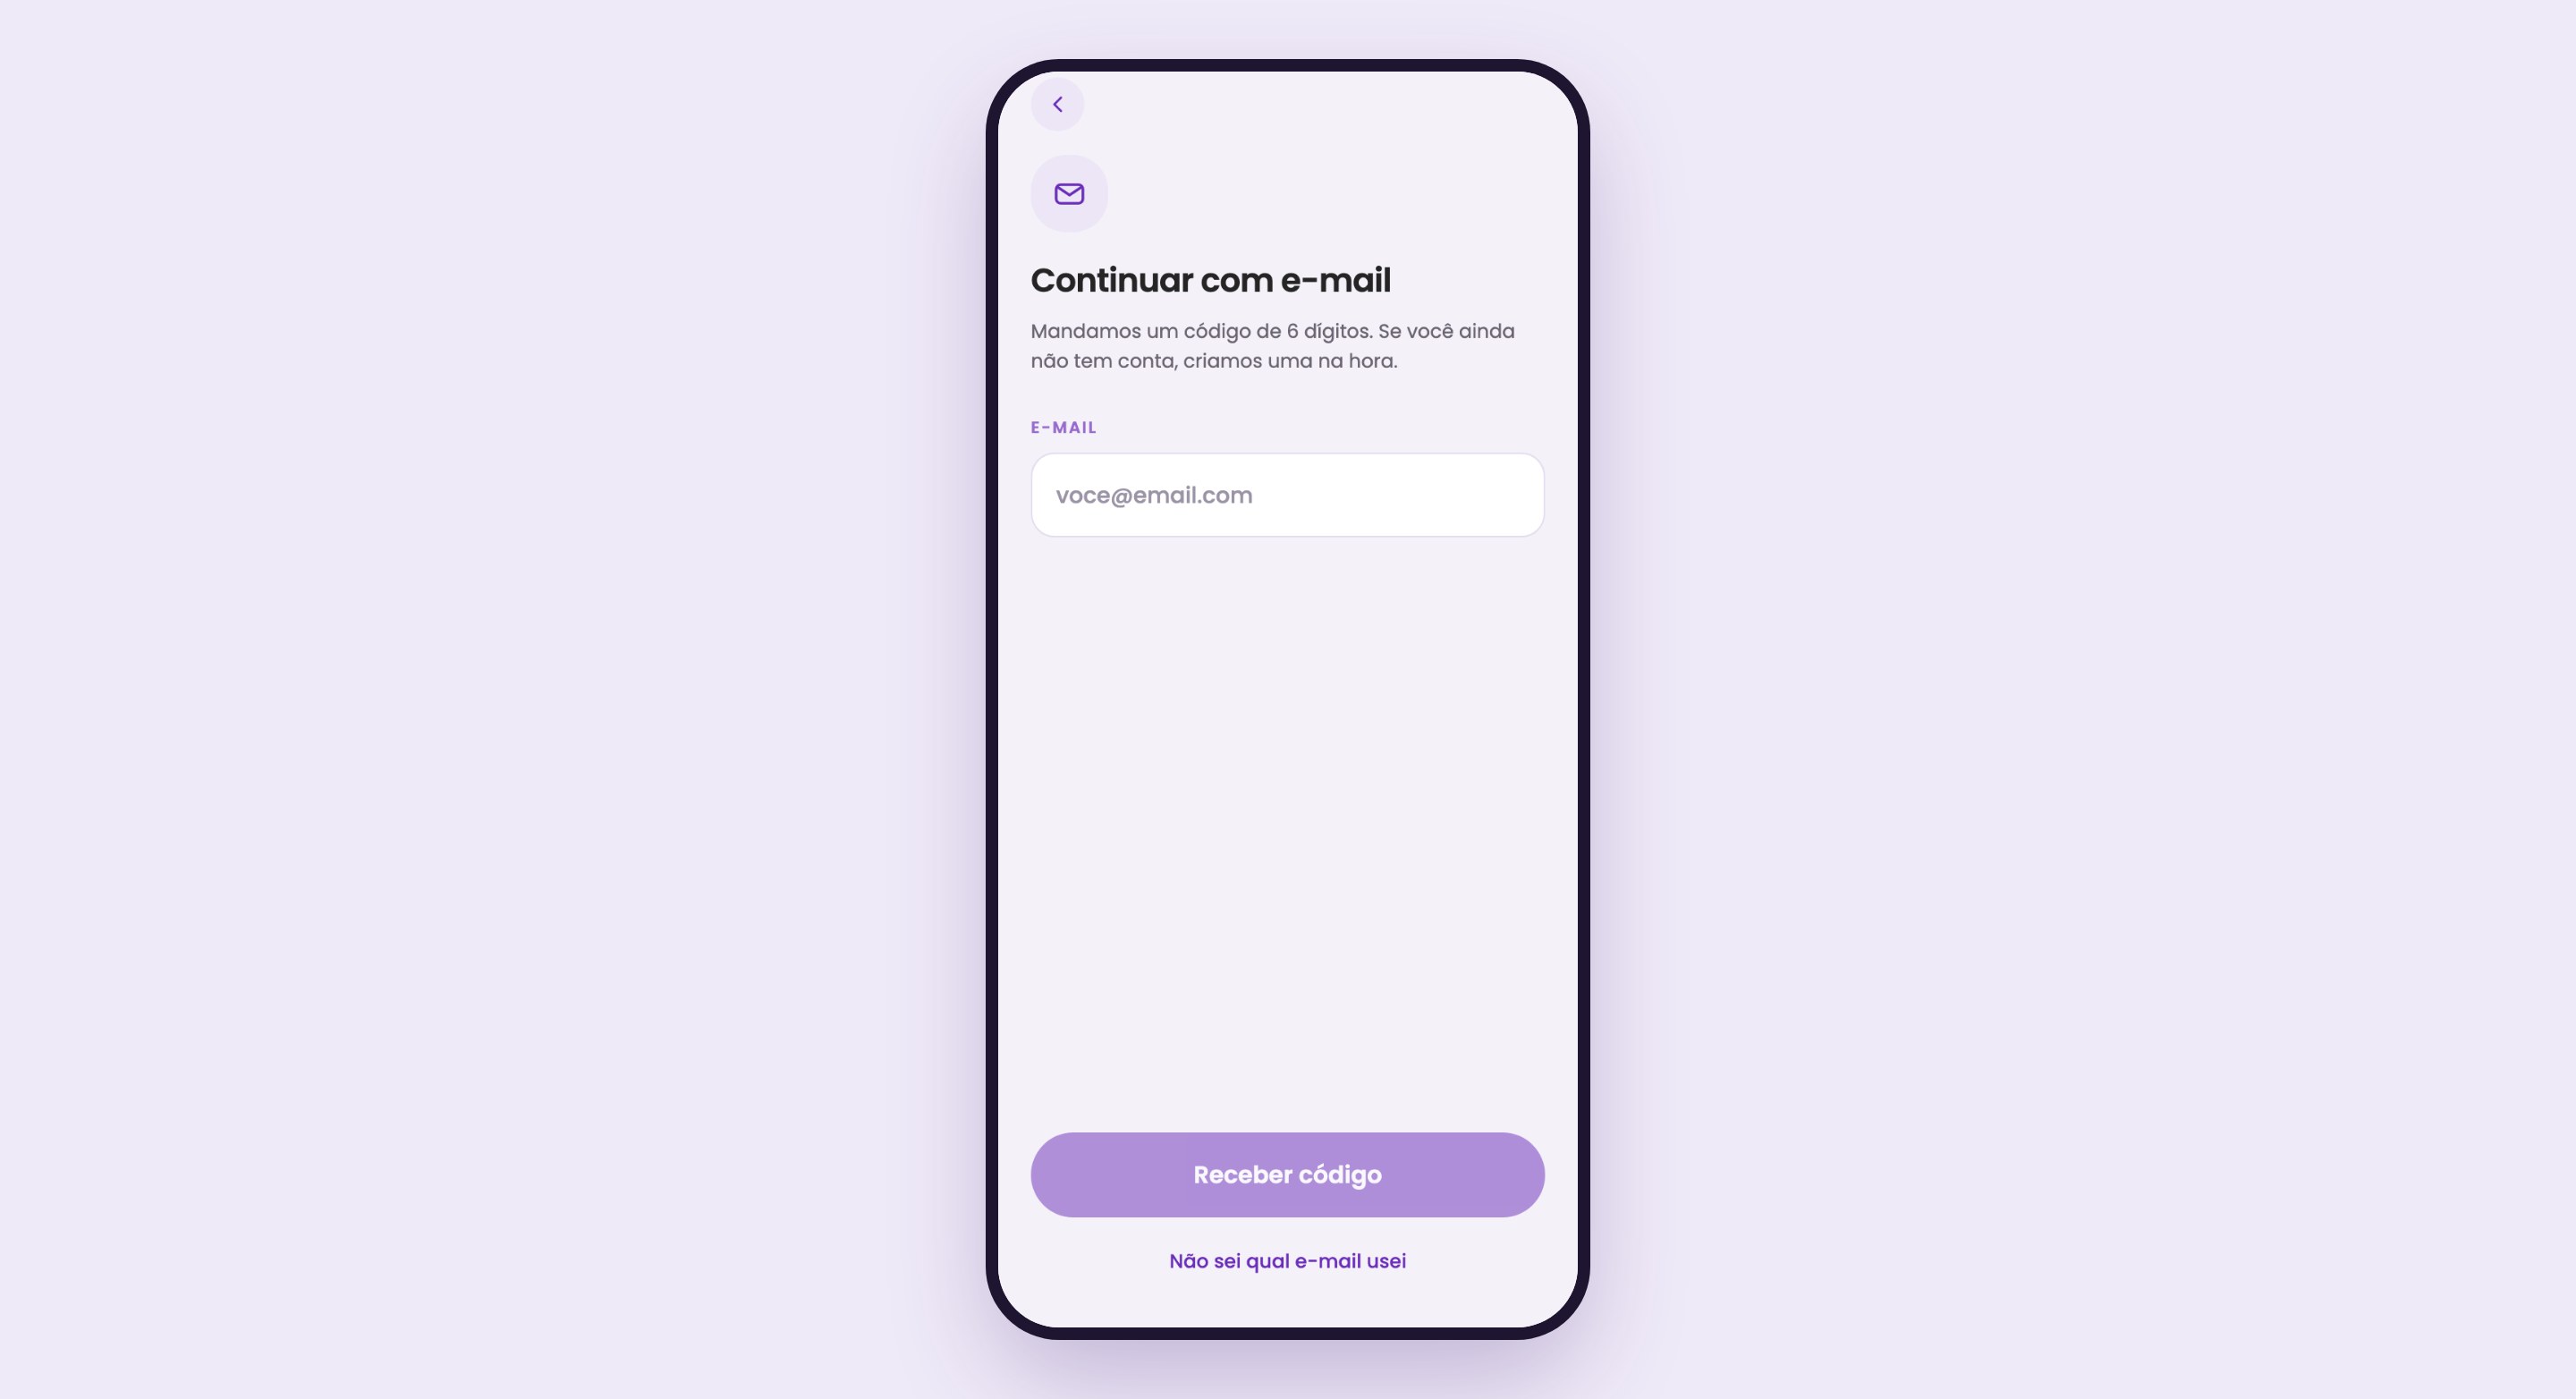 Continuar com e-mail
Mandamos um código de 6 dígitos. Se você ainda
não tem conta, criamos uma na hora.
E-MAIL
voce@email.com
Receber código
Não sei qual e-mail usei